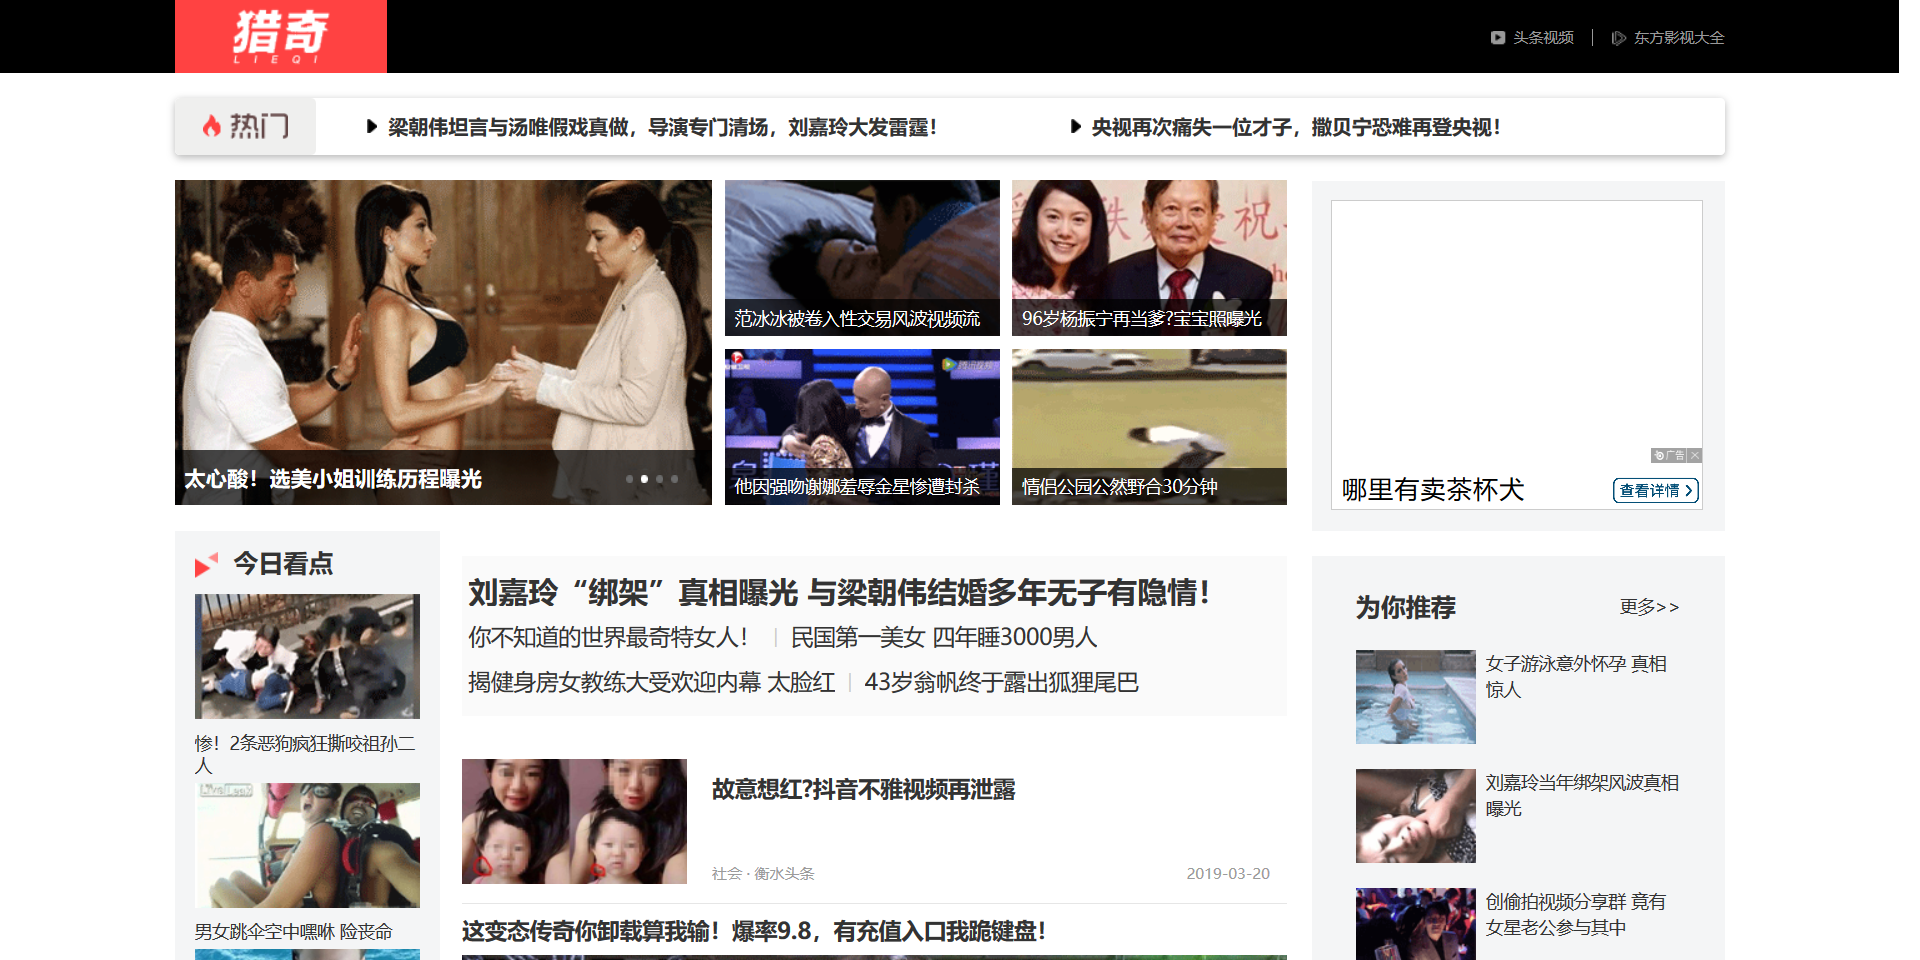 猎奇
LIEQI
头条视频
东方影视大全
热门
梁朝伟坦言与汤唯假戏真做，导演专门清场，刘嘉玲大发雷霆！
央视再次痛失一位才子，撒贝宁恐难再登央视！
太心酸！选美小姐训练历程曝光
范冰冰被卷入性交易风波视频流
96岁杨振宁再当爹?宝宝照曝光
他因强吻谢娜羞辱金星惨遭封杀
情侣公园公然野合30分钟
广告
哪里有卖茶杯犬
查看详情
今日看点
惨！2条恶狗疯狂撕咬祖孙二
人
LiveLeak
男女跳伞空中嘿咻 险丧命
刘嘉玲“绑架”真相曝光 与梁朝伟结婚多年无子有隐情！
你不知道的世界最奇特女人！
民国第一美女 四年睡3000男人
揭健身房女教练大受欢迎内幕 太脸红
43岁翁帆终于露出狐狸尾巴
故意想红?抖音不雅视频再泄露
社会 · 衡水头条
2019-03-20
这变态传奇你卸载算我输！爆率9.8，有充值入口我跪键盘！
为你推荐
更多>>
女子游泳意外怀孕 真相
惊人
刘嘉玲当年绑架风波真相
曝光
创偷拍视频分享群 竟有
女星老公参与其中